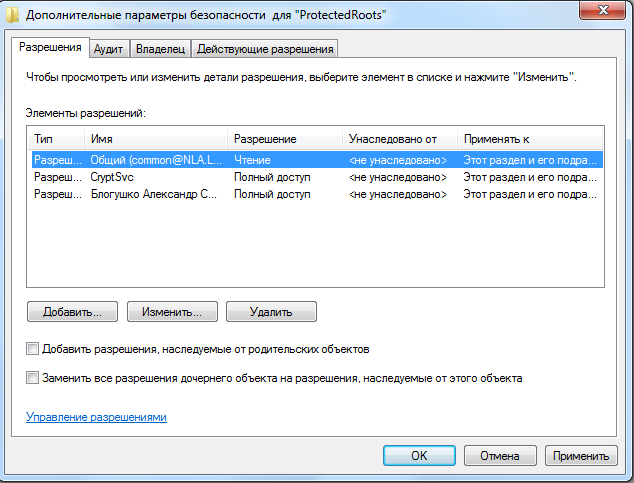 Дополнительные параметры безопасности для "ProtectedRoots"
Разрешения Аудит Владелец Действующие разрешения
Чтобы просмотреть или изменить детали разрешения, выберите элемент в списке и нажмите "Изменить".
Элементы разрешений:
Тип Имя Разрешение Унаследовано от Применять к
Разреш... Общий (common@NLA.L... Чтение <не унаследовано> Этот раздел и его подра...
Разреш... CryptSvc Полный доступ <не унаследовано> Этот раздел и его подра...
Разреш... Блогушко Александр С... Полный доступ <не унаследовано> Этот раздел и его подра...
Добавить... Изменить... Удалить
Добавить разрешения, наследуемые от родительских объектов
Заменить все разрешения дочернего объекта на разрешения, наследуемые от этого объекта
Управление разрешениями
OK Отмена Применить